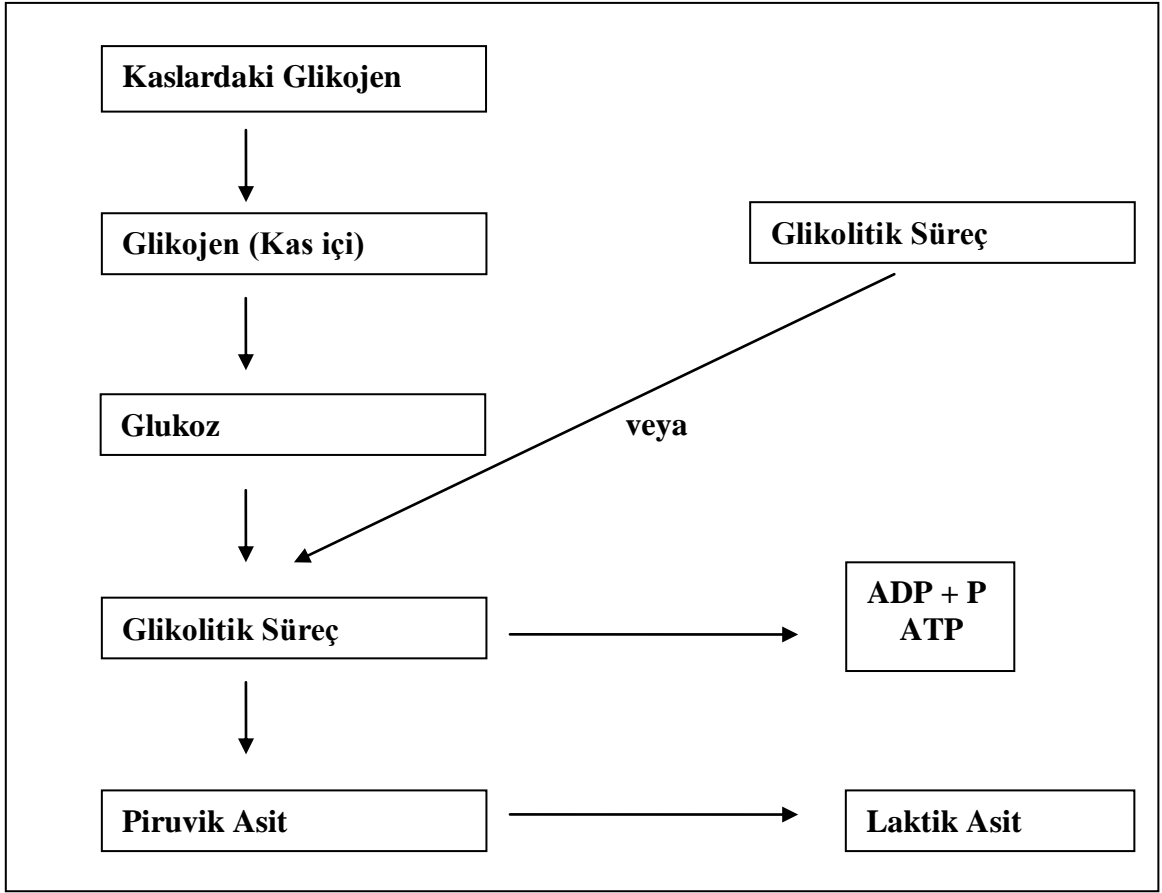 Kaslardaki Glikojen
Glikojen (Kas içi)
Glikolitik Süreç
Glukoz
veya
Glikolitik Süreç
ADP + P
ATP
Piruvik Asit
Laktik Asit